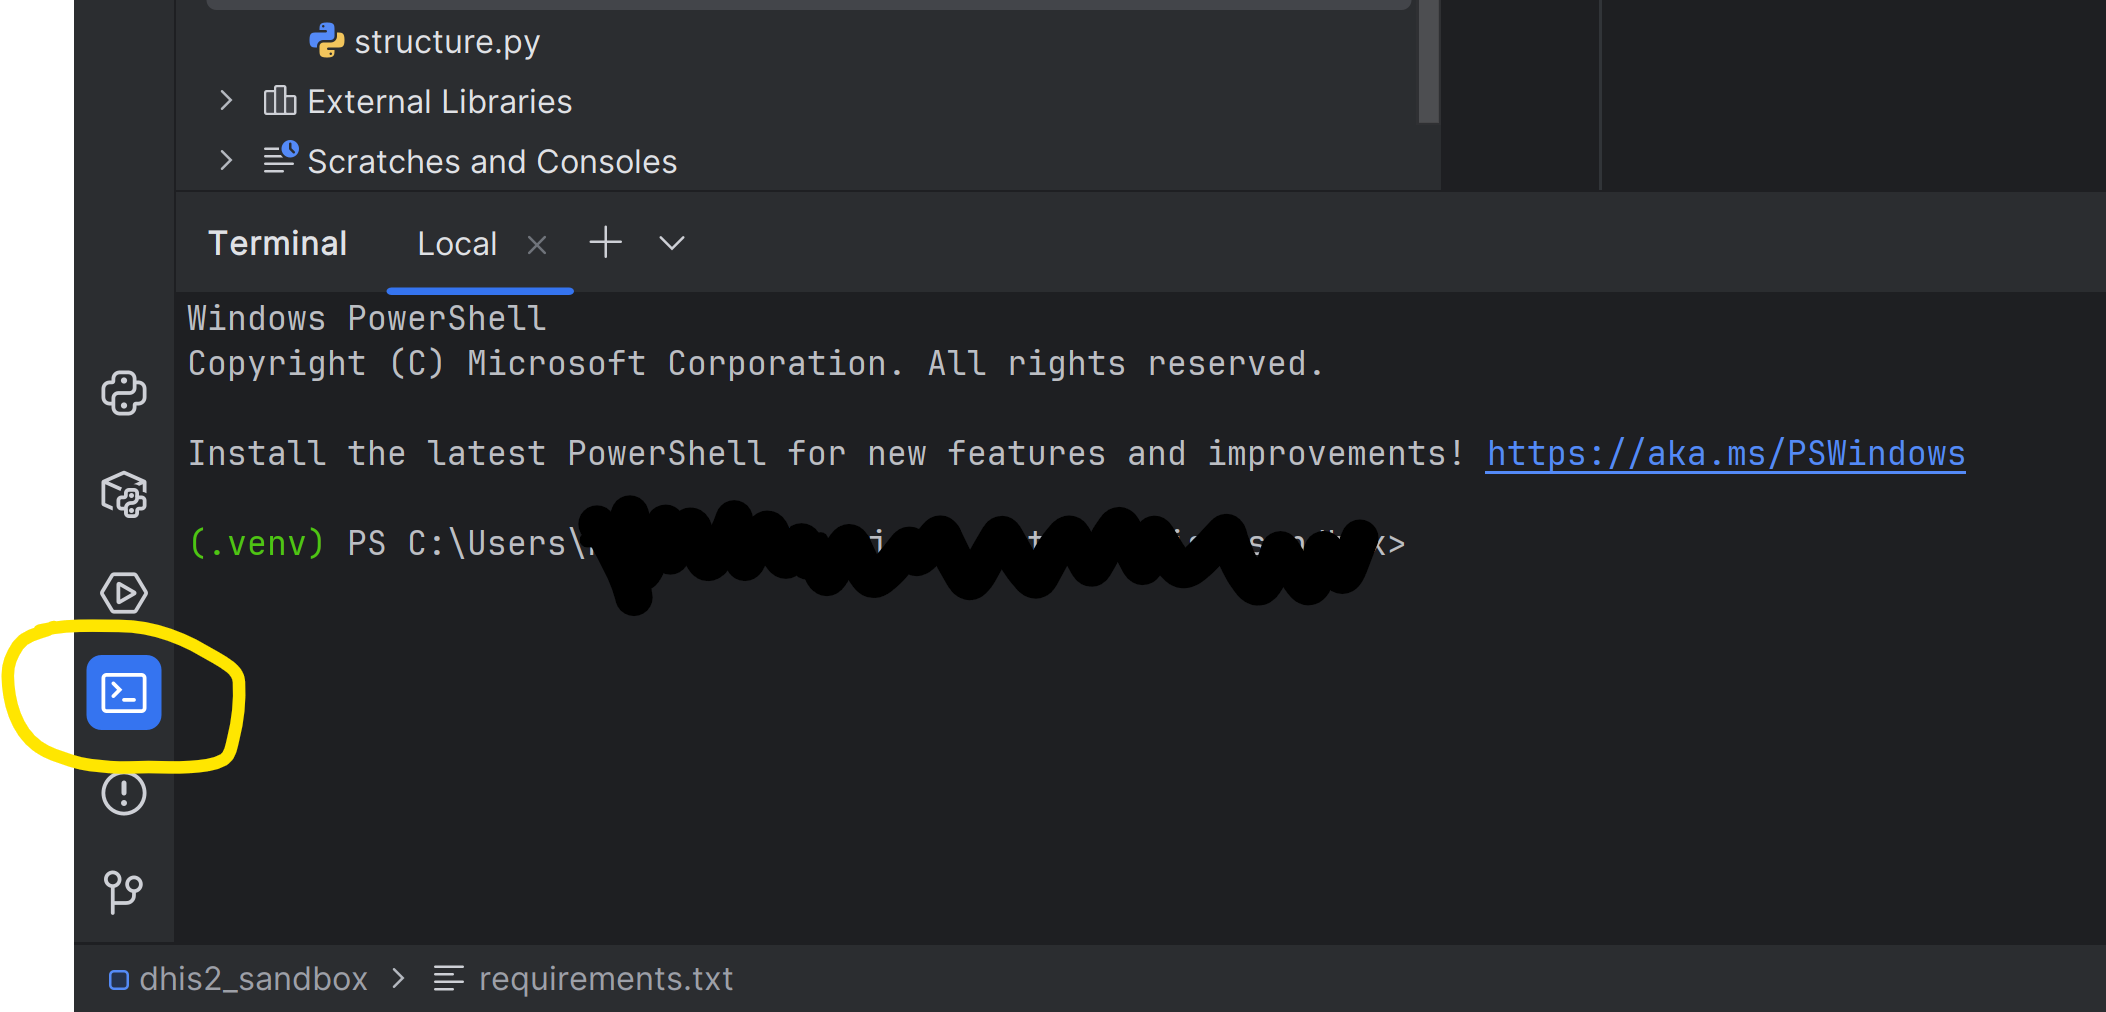 structure.py
External Libraries
Scratches and Consoles
Terminal Local
Windows PowerShell
Copyright (C) Microsoft Corporation. All rights reserved.
Install the latest PowerShell for new features and improvements! https://aka.ms/PSWindows
(.venv) PS C:\Users\
dhis2_sandbox > requirements.txt